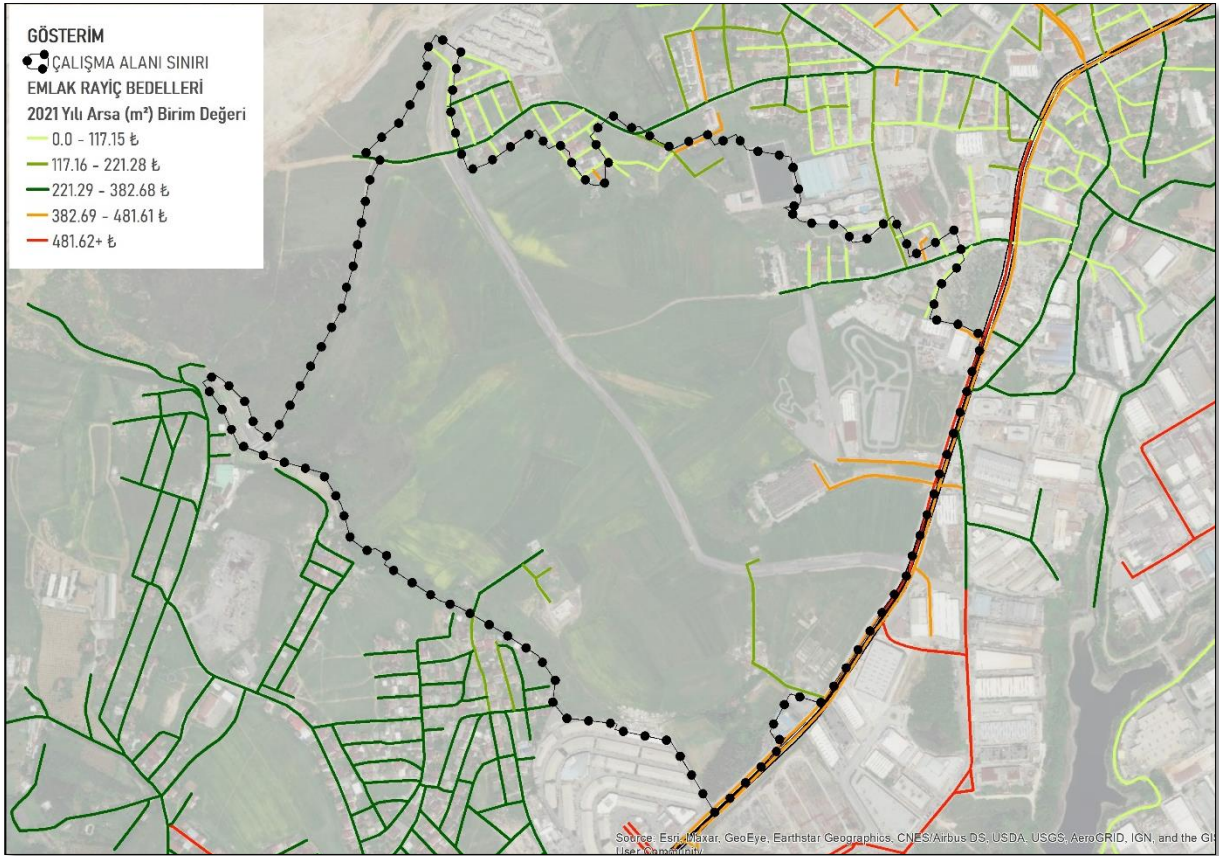 GÖSTERİM
ÇALIŞMA ALANI SINIRI
EMLAK RAYİÇ BEDELLERİ
2021 Yılı Arsa (m²) Birim Değeri
0.0 - 117.15 ₺
117.16 - 221.28 ₺
221.29 - 382.68 ₺
382.69 - 481.61 ₺
481.62+ ₺
Source: Esri, Maxar, GeoEye, Earthstar Geographics, CNES/Airbus DS, USDA, USGS, AeroGRID, IGN, and the GIS
User Community